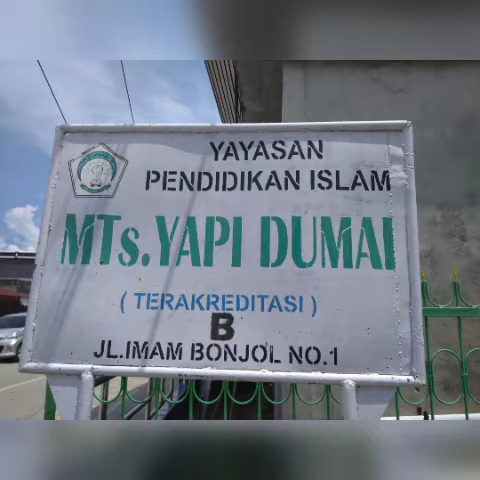 YAYASAN
PENDIDIKAN ISLAM
MTs.YAPI DUMAI
( TERAKREDITASI )
B
JL.IMAM BONJOL NO.1